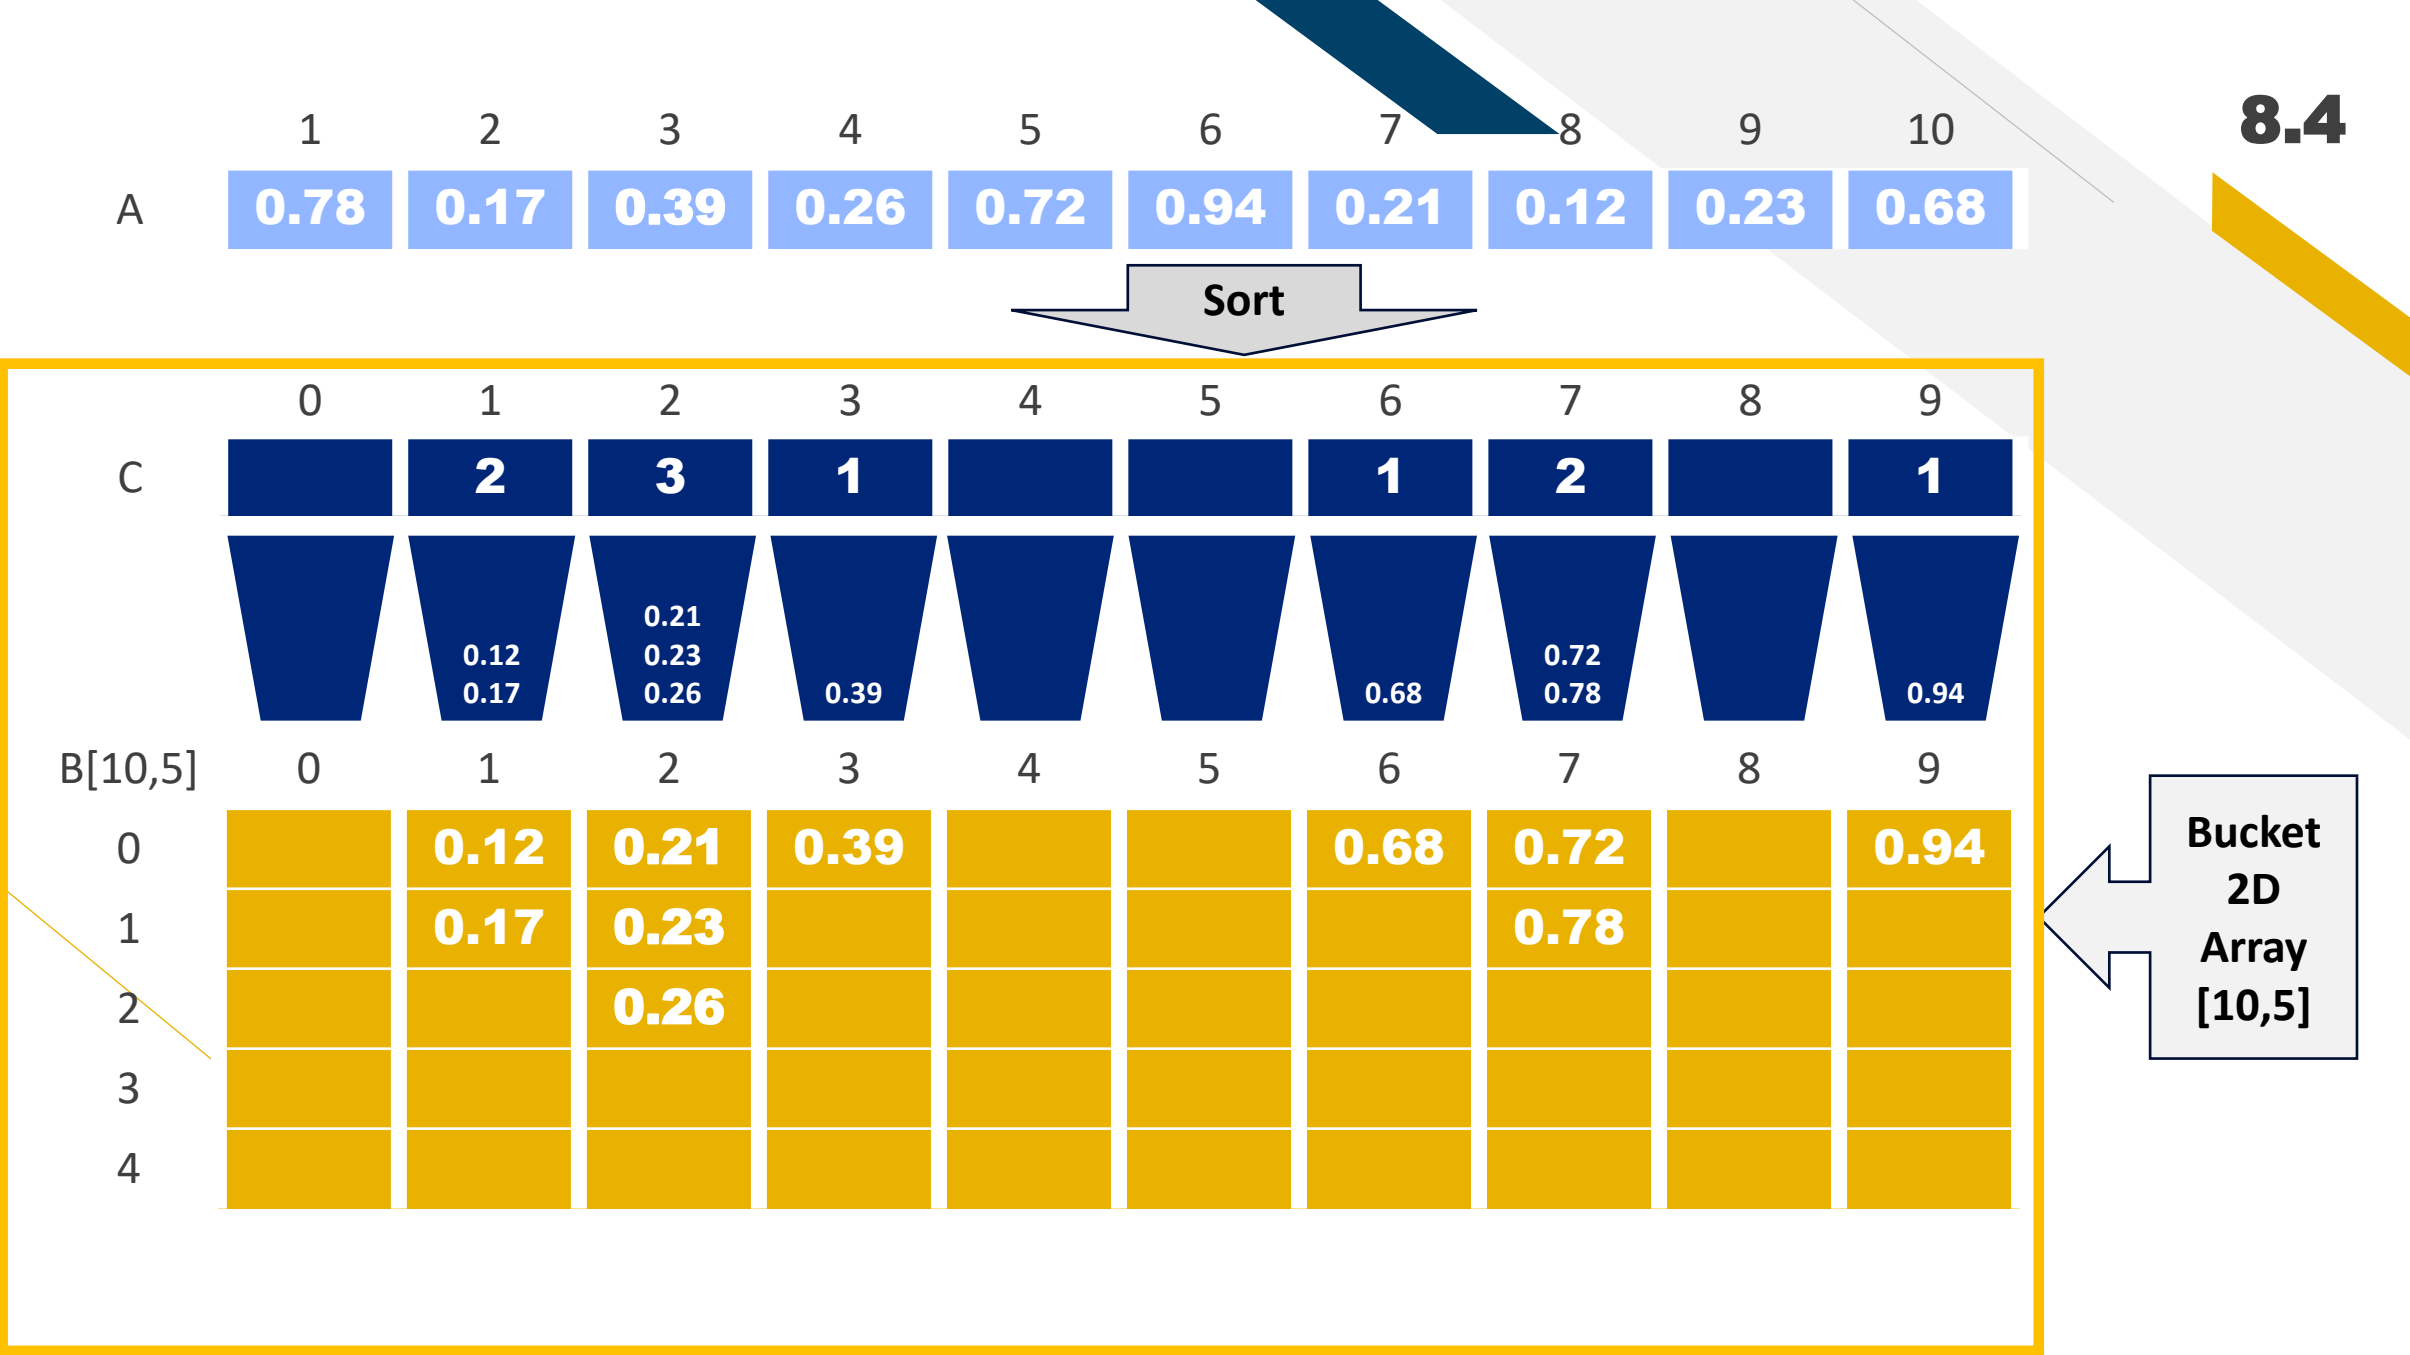 8.4
1 2 3 4 5 6 7 8 9 10
A 0.78 0.17 0.39 0.26 0.72 0.94 0.21 0.12 0.23 0.68
Sort
0 1 2 3 4 5 6 7 8 9
C 2 3 1 1 2 1
0.21
0.12 0.23 0.72
0.17 0.26 0.39 0.68 0.78 0.94
B[10,5] 0 1 2 3 4 5 6 7 8 9
0 0.12 0.21 0.39 0.68 0.72 0.94
1 0.17 0.23 0.78
2 0.26
3
4
Bucket
2D
Array
[10,5]